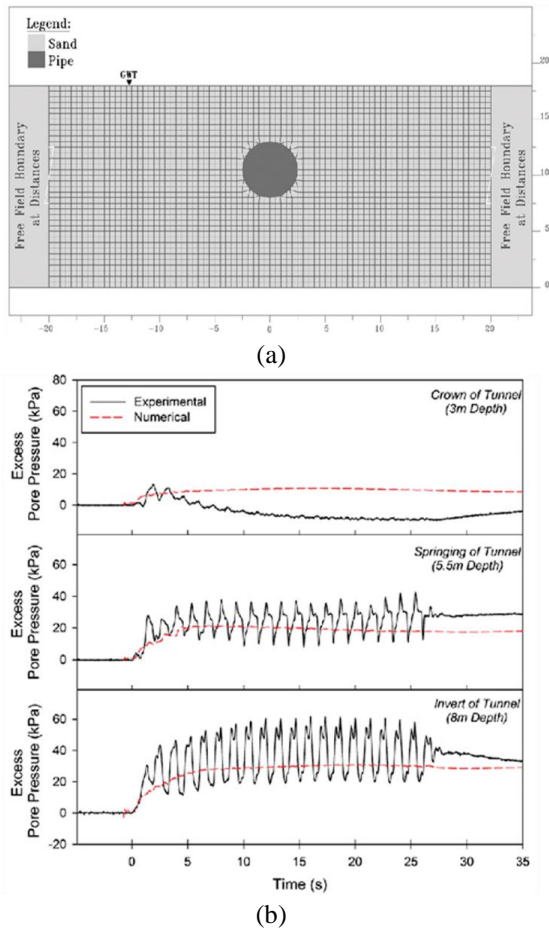 Legend:
Sand
Pipe
GWT
Free Field Boundary
at Distances
Free Field Boundary
at Distances
20
15
10
5
0
-20 -15 -10 -5 0 5 10 15 20
(a)
Experimental
Numerical
Crown of Tunnel
(3m Depth)
Excess
Pore Pressure (kPa)
80
60
40
20
0
Springing of Tunnel
(5.5m Depth)
Excess
Pore Pressure (kPa)
60
40
20
0
Invert of Tunnel
(8m Depth)
Excess
Pore Pressure (kPa)
60
40
20
0
-20
0 5 10 15 20 25 30 35
Time (s)
(b)